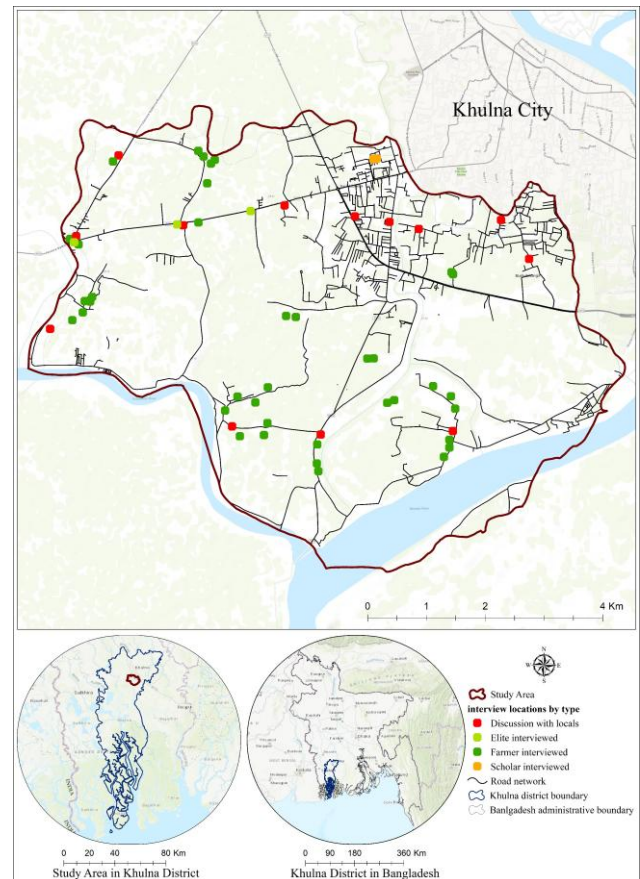 Khulna City
0 1 2 4 Km
N
W E
S
Study Area
interview locations by type
Discussion with locals
Elite interviewed
Farmer interviewed
Scholar interviewed
Road network
Khulna district boundary
Banlgadesh administrative boundary
0 20 40 80 Km
Study Area in Khulna District
0 90 180 360 Km
Khulna District in Bangladesh